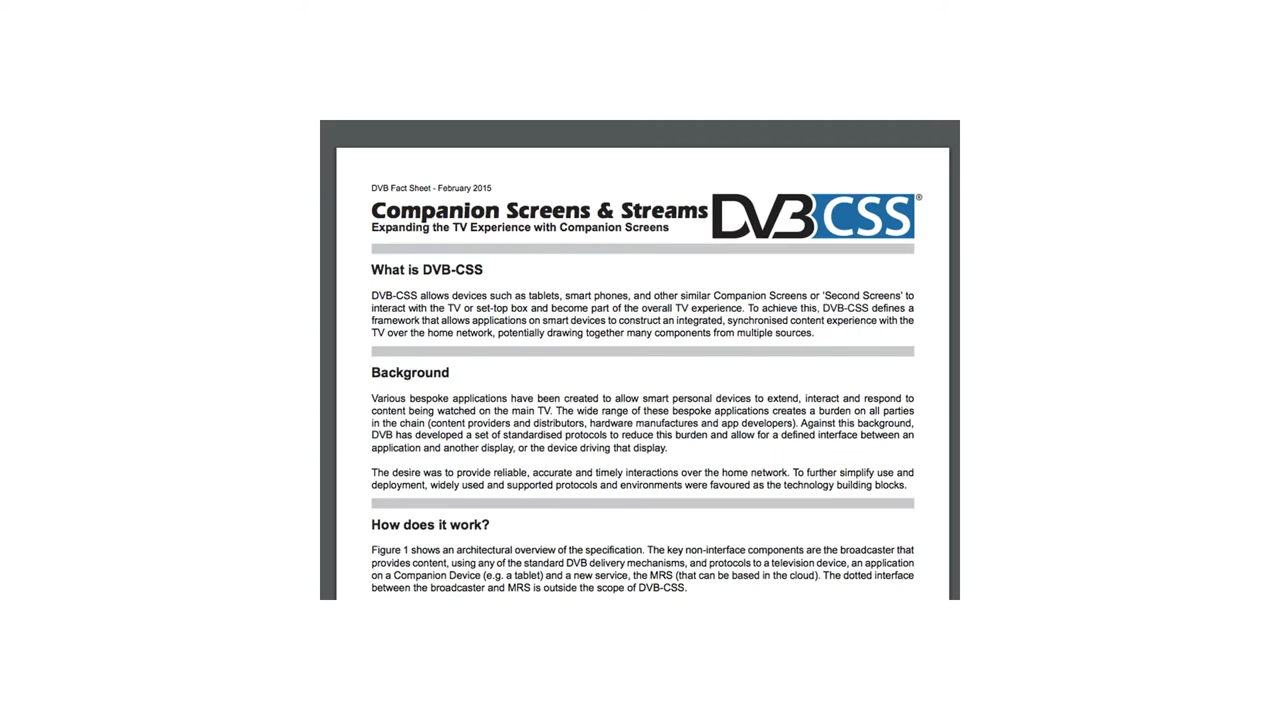 DVB Fact Sheet - February 2015
Companion Screens & Streams
Expanding the TV Experience with Companion Screens
DVB CSS®
What is DVB-CSS
DVB-CSS allows devices such as tablets, smart phones, and other similar Companion Screens or 'Second Screens' to
interact with the TV or set-top box and become part of the overall TV experience. To achieve this, DVB-CSS defines a
framework that allows applications on smart devices to construct an integrated, synchronised content experience with the
TV over the home network, potentially drawing together many components from multiple sources.
Background
Various bespoke applications have been created to allow smart personal devices to extend, interact and respond to
content being watched on the main TV. The wide range of these bespoke applications creates a burden on all parties
in the chain (content providers and distributors, hardware manufactures and app developers). Against this background,
DVB has developed a set of standardised protocols to reduce this burden and allow for a defined interface between an
application and another display, or the device driving that display.
The desire was to provide reliable, accurate and timely interactions over the home network. To further simplify use and
deployment, widely used and supported protocols and environments were favoured as the technology building blocks.
How does it work?
Figure 1 shows an architectural overview of the specification. The key non-interface components are the broadcaster that
provides content, using any of the standard DVB delivery mechanisms, and protocols to a television device, an application
on a Companion Device (e.g. a tablet) and a new service, the MRS (that can be based in the cloud). The dotted interface
between the broadcaster and MRS is outside the scope of DVB-CSS.